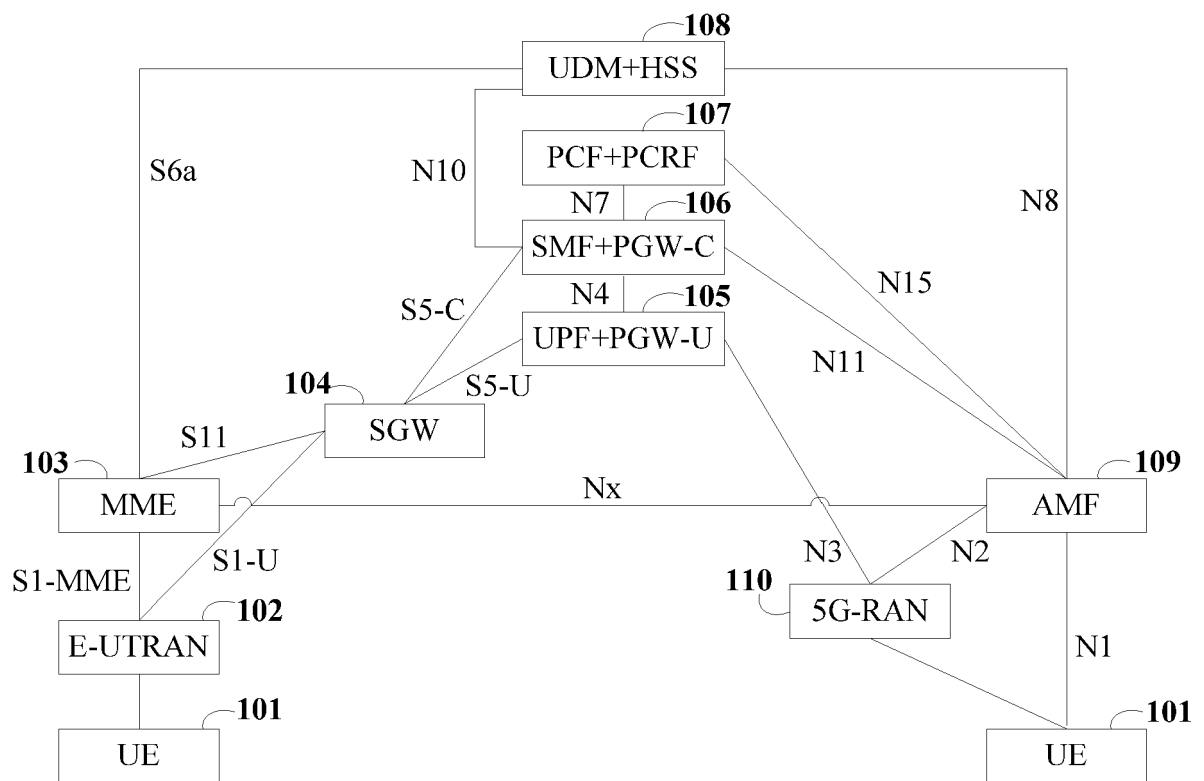 108
UDM+HSS
107
PCF+PCRF
S6a
N10
N8
N7
106
SMF+PGW-C
N15
S5-C
N4
105
UPF+PGW-U
N11
104
S5-U
SGW
S11
103
109
MME
Nx
AMF
S1-U
N3
N2
S1-MME
110
5G-RAN
102
E-UTRAN
N1
101
101
UE
UE